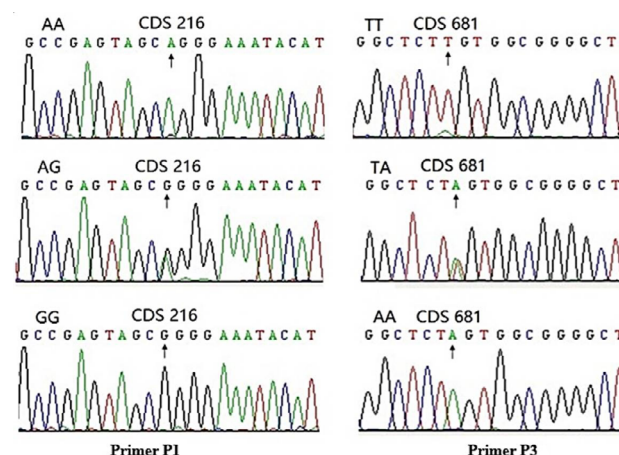 AA CDS 216
G C C G A G T A G C A G G G A A A T A C A T
AG CDS 216
G C C G A G T A G C G G G G A A A T A C A T
GG CDS 216
G C C G A G T A G C G G G G A A A T A C A T
Primer P1
TT CDS 681
G G C T C T T G T G G C G G G G C T
TA CDS 681
G G C T C T A G T G G C G G G G C T
AA CDS 681
G G C T C T A G T G G C G G G G C T
Primer P3